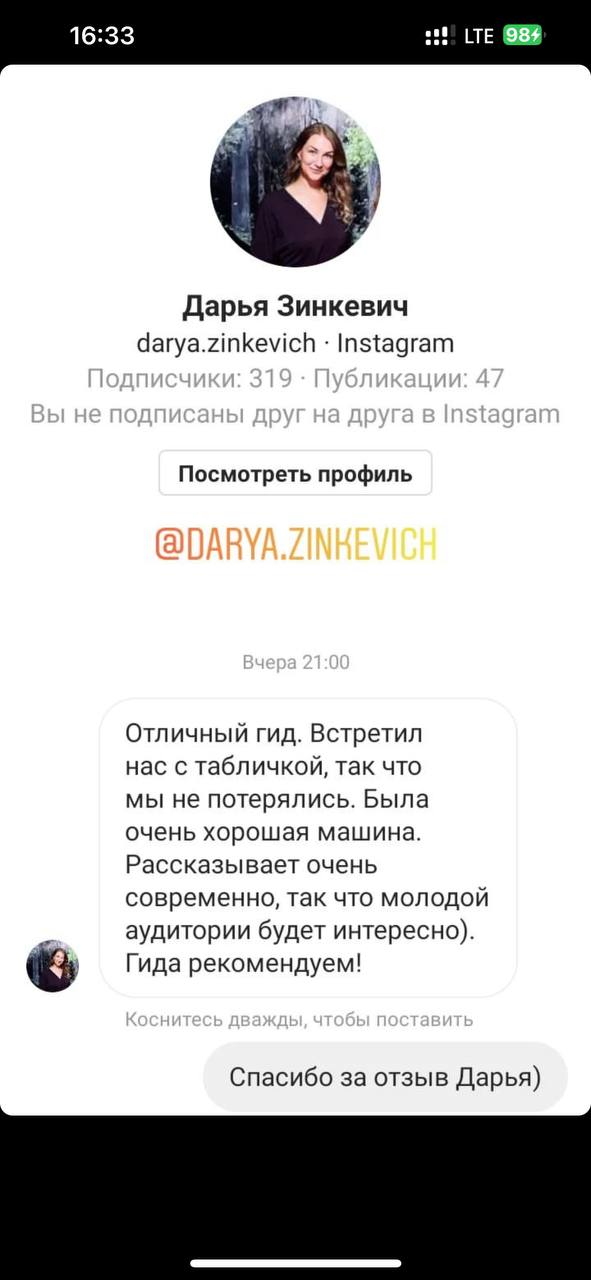 16:33
LTE 98
Дарья Зинкевич
darya.zinkevich · Instagram
Подписчики: 319 · Публикации: 47
Вы не подписаны друг на друга в Instagram
Посмотреть профиль
@DARYA.ZINKEVICH
Вчера 21:00
Отличный гид. Встретил
нас с табличкой, так что
мы не потерялись. Была
очень хорошая машина.
Рассказывает очень
современно, так что молодой
аудитории будет интересно).
Гида рекомендуем!
Коснитесь дважды, чтобы поставить
Спасибо за отзыв Дарья)